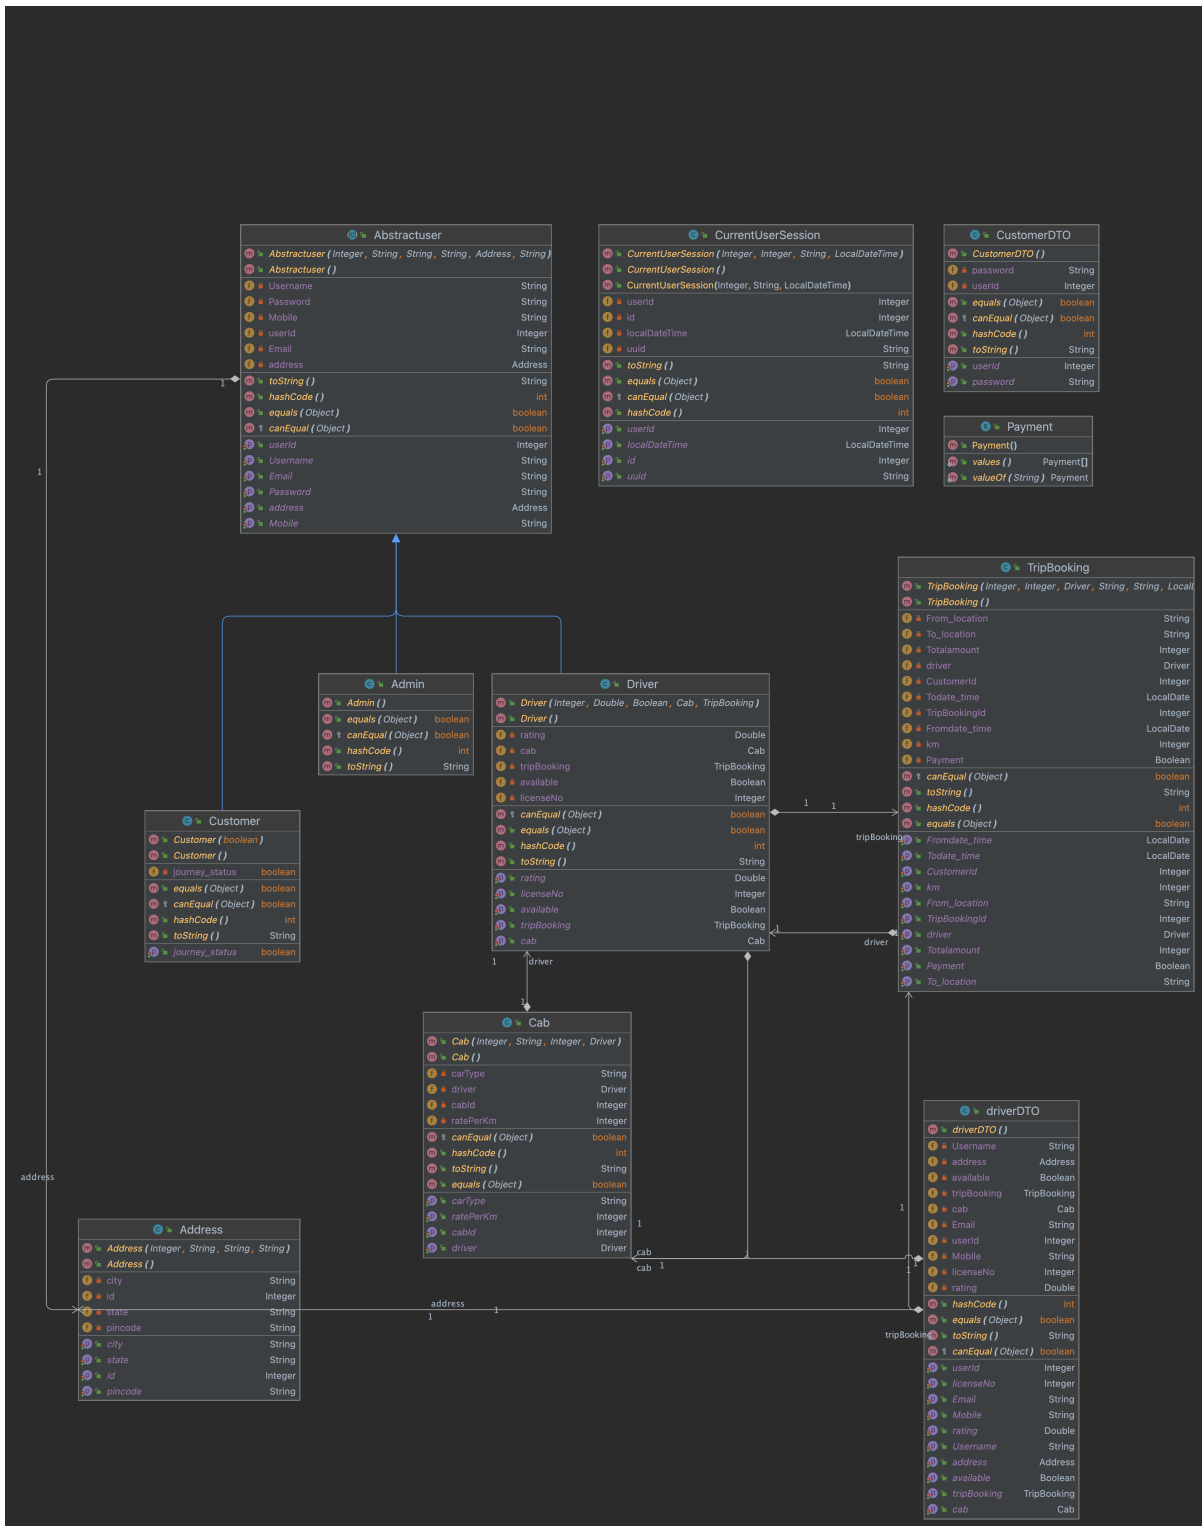 Abstractuser
Abstractuser (Integer, String, String, String, Address, String)
Abstractuser ()
Username String
Password String
Mobile String
userId Integer
Email String
address Address
toString () String
hashCode () int
equals (Object) boolean
canEqual (Object) boolean
userId Integer
Username String
Email String
Password String
address Address
Mobile String
CurrentUserSession
CurrentUserSession (Integer, Integer, String, LocalDateTime)
CurrentUserSession ()
CurrentUserSession(Integer, String, LocalDateTime)
userId Integer
id Integer
localDateTime LocalDateTime
uuid String
toString () String
equals (Object) boolean
canEqual (Object) boolean
hashCode () int
userId Integer
localDateTime LocalDateTime
id Integer
uuid String
CustomerDTO
CustomerDTO ()
password String
userId Integer
equals (Object) boolean
canEqual (Object) boolean
hashCode () int
toString () String
userId Integer
password String
Payment
Payment()
values () Payment[]
valueOf (String) Payment
1
1
TripBooking
TripBooking (Integer, Integer, Driver, String, String, Local
TripBooking ()
From_location String
To_location String
Totalamount Integer
driver Driver
CustomerId Integer
Todate_time LocalDate
TripBookingId Integer
Fromdate_time LocalDate
km Integer
Payment Boolean
canEqual (Object) boolean
toString () String
hashCode () int
equals (Object) boolean
Fromdate_time LocalDate
Todate_time LocalDate
CustomerId Integer
km Integer
From_location String
TripBookingId Integer
driver Driver
Totalamount Integer
Payment Boolean
To_location String
Admin
Admin ()
equals (Object) boolean
canEqual (Object) boolean
hashCode () int
toString () String
Driver
Driver (Integer, Double, Boolean, Cab, TripBooking)
Driver ()
rating Double
cab Cab
tripBooking TripBooking
available Boolean
licenseNo Integer
canEqual (Object) boolean
equals (Object) boolean
hashCode () int
toString () String
rating Double
licenseNo Integer
available Boolean
tripBooking TripBooking
cab Cab
1 1
tripBooking
1 1
driver
Customer
Customer (boolean)
Customer ()
journey_status boolean
equals (Object) boolean
canEqual (Object) boolean
hashCode () int
toString () String
journey_status boolean
1 driver
1
Cab
Cab (Integer, String, Integer, Driver)
Cab ()
carType String
driver Driver
cabId Integer
ratePerKm Integer
canEqual (Object) boolean
hashCode () int
toString () String
equals (Object) boolean
carType String
ratePerKm Integer
cabId Integer
driver Driver
1
cab 1
cab 1 1
1
1
driverDTO
driverDTO ()
Username String
address Address
available Boolean
tripBooking TripBooking
cab Cab
Email String
userId Integer
Mobile String
licenseNo Integer
rating Double
hashCode () int
equals (Object) boolean
toString () String
canEqual (Object) boolean
userId Integer
licenseNo Integer
Email String
Mobile String
rating Double
Username String
address Address
available Boolean
tripBooking TripBooking
cab Cab
tripBooking
address
Address
Address (Integer, String, String, String)
Address ()
city String
id Integer
state String
pincode String
city String
state String
id Integer
pincode String
address 1
1